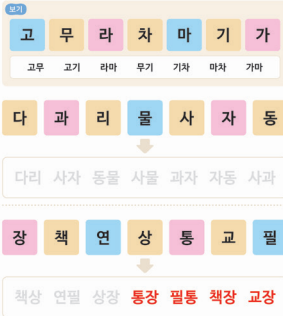 보기
고 무 라 차 마 기 가
고무 고기 라마 무기 기차 마차 가마
다 과 리 물 사 자 동
다리 사자 동물 사물 과자 자동 사과
장 책 연 상 통 교 필
책상 연필 상장 통장 필통 책장 교장